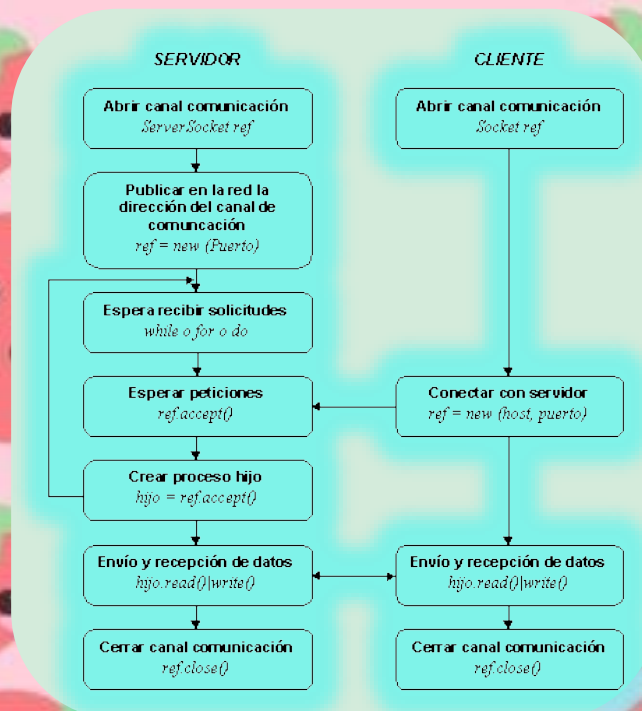 SERVIDOR
Abrir canal comunicación
ServerSocket ref
Publicar en la red la
dirección del canal de
comuncación
ref = new (Puerto)
Espera recibir solicitudes
while o for o do
Esperar peticiones
ref.accept()
Crear proceso hijo
hijo = ref.accept()
Envío y recepción de datos
hijo.read()|write()
Cerrar canal comunicación
ref.close()
CLIENTE
Abrir canal comunicación
Socket ref
Conectar con servidor
ref = new (host, puerto)
Envío y recepción de datos
hijo.read()|write()
Cerrar canal comunicación
ref.close()